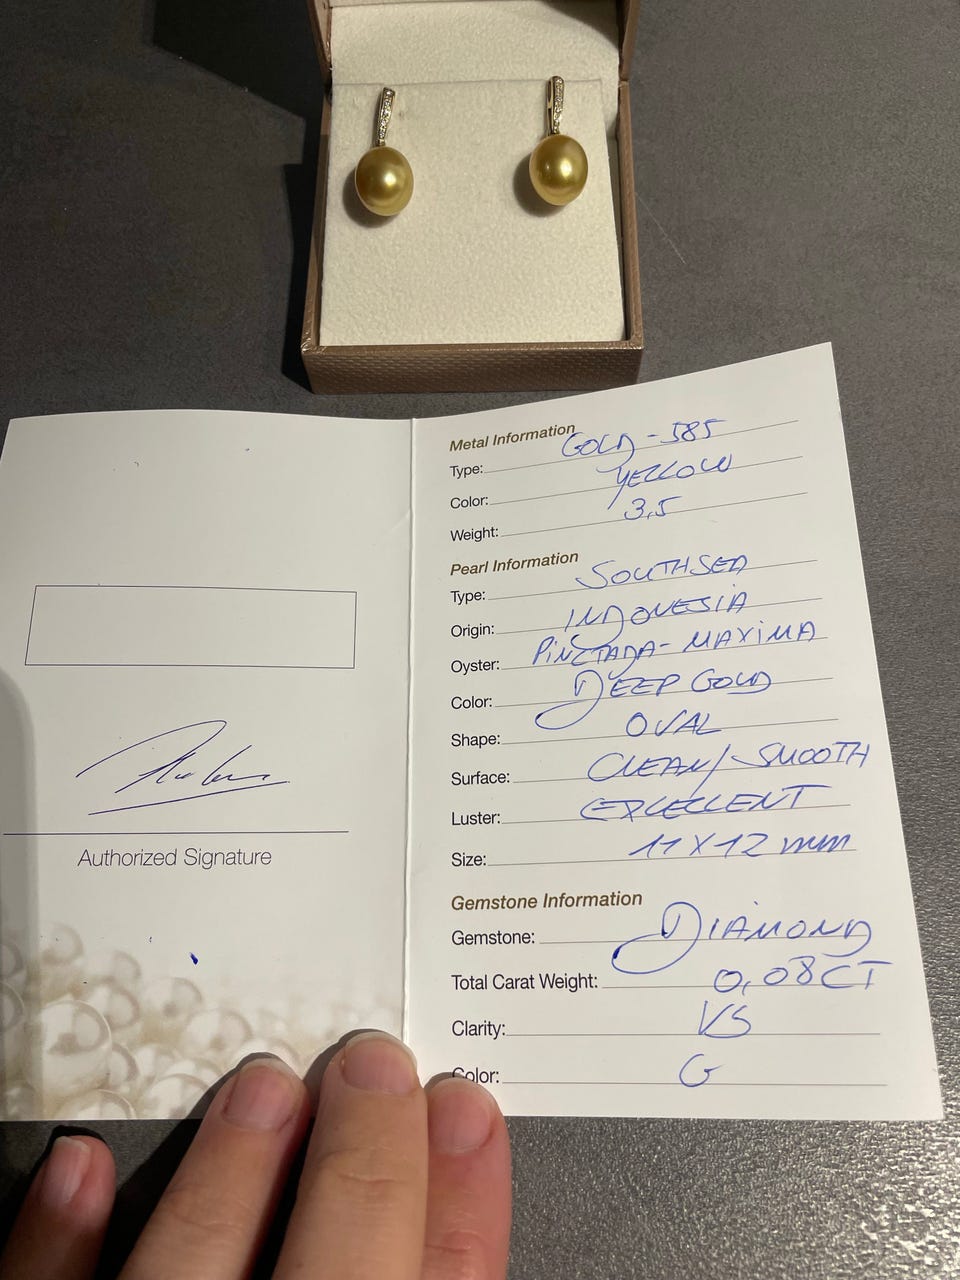 Authorized Signature
Metal Information
Type: GOLD - 585
Color: YELLOW
Weight: 3,5
Pearl Information
Type: SOUTHSEA
Origin: INDONESIA
Oyster: PINCTADA - MAXIMA
Color: DEEP GOLD
Shape: OVAL
Surface: CLEAN/SMOOTH
Luster: EXCELLENT
Size: 11 X 12 mm
Gemstone Information
Gemstone: DIAMOND
Total Carat Weight: 0,08 CT
Clarity: VS
Color: G